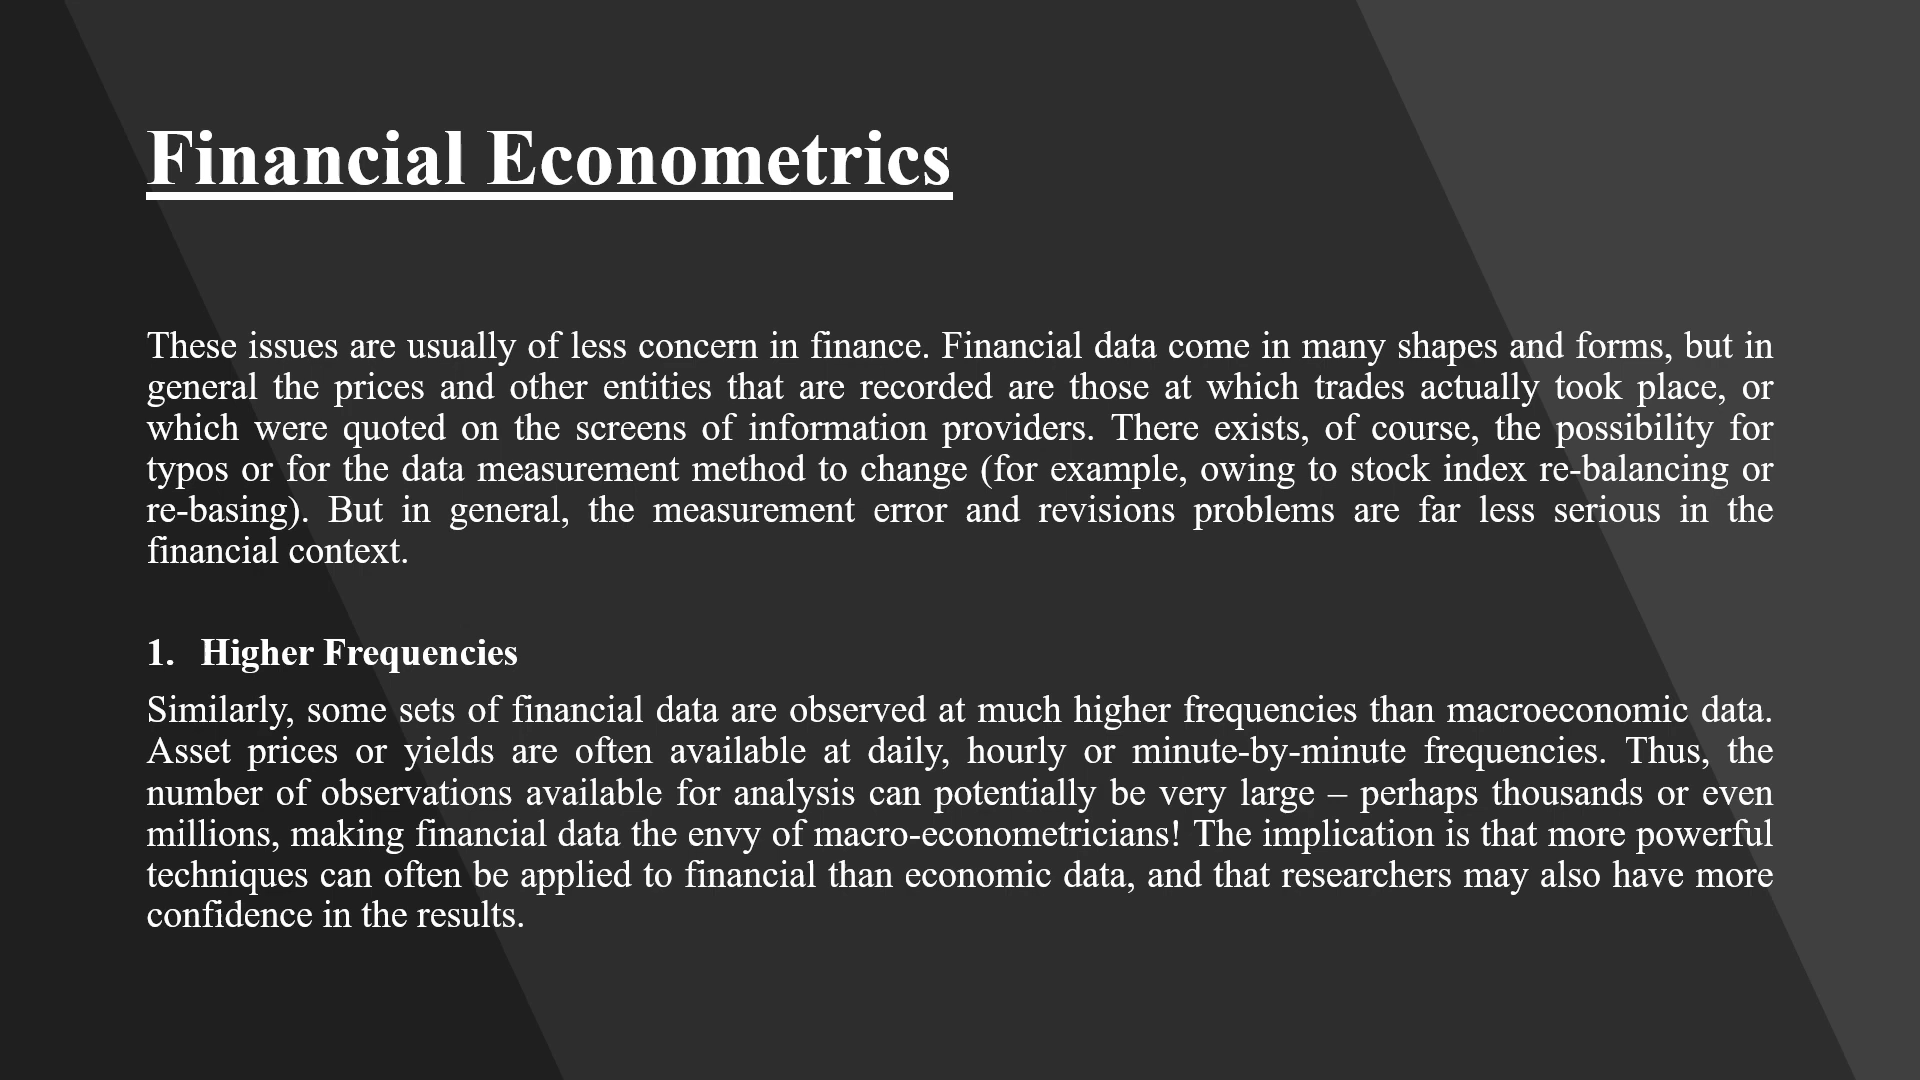 Financial Econometrics
These issues are usually of less concern in finance. Financial data come in many shapes and forms, but in
general the prices and other entities that are recorded are those at which trades actually took place, or
which were quoted on the screens of information providers. There exists, of course, the possibility for
typos or for the data measurement method to change (for example, owing to stock index re-balancing or
re-basing). But in general, the measurement error and revisions problems are far less serious in the
financial context.
1. Higher Frequencies
Similarly, some sets of financial data are observed at much higher frequencies than macroeconomic data.
Asset prices or yields are often available at daily, hourly or minute-by-minute frequencies. Thus, the
number of observations available for analysis can potentially be very large – perhaps thousands or even
millions, making financial data the envy of macro-econometricians! The implication is that more powerful
techniques can often be applied to financial than economic data, and that researchers may also have more
confidence in the results.